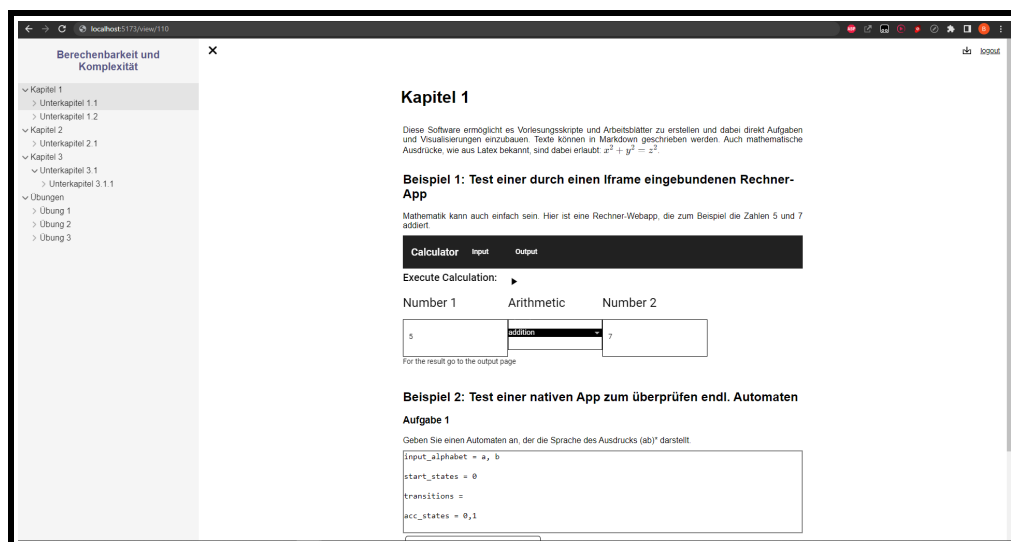 localhost:5173/view/110
Berechenbarkeit und
Komplexität
Kapitel 1
Unterkapitel 1.1
Unterkapitel 1.2
Kapitel 2
Unterkapitel 2.1
Kapitel 3
Unterkapitel 3.1
Unterkapitel 3.1.1
Übungen
Übung 1
Übung 2
Übung 3
logout
Kapitel 1
Diese Software ermöglicht es Vorlesungsskripte und Arbeitsblätter zu erstellen und dabei direkt Aufgaben
und Visualisierungen einzubauen. Texte können in Markdown geschrieben werden. Auch mathematische
Ausdrücke, wie aus Latex bekannt, sind dabei erlaubt: x² + y² = z².
Beispiel 1: Test einer durch einen Iframe eingebundenen Rechner-
App
Mathematik kann auch einfach sein. Hier ist eine Rechner-Webapp, die zum Beispiel die Zahlen 5 und 7
addiert.
Calculator Input Output
Execute Calculation:
Number 1 Arithmetic Number 2
5 addition 7
For the result go to the output page
Beispiel 2: Test einer nativen App zum überprüfen endl. Automaten
Aufgabe 1
Geben Sie einen Automaten an, der die Sprache des Ausdrucks (ab)* darstellt.
input_alphabet = a, b
start_states = 0
transitions =
acc_states = 0,1